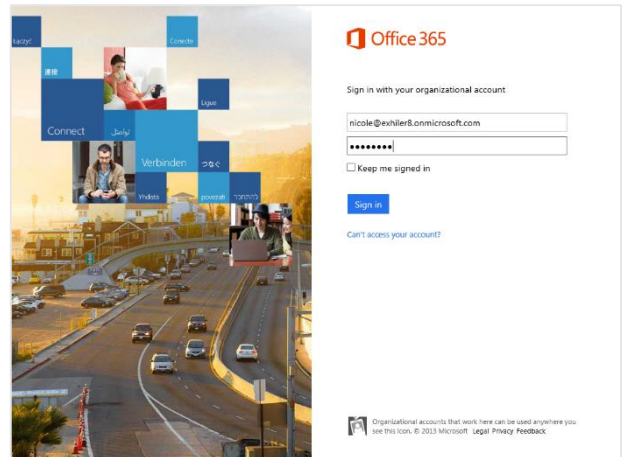 Conecte
連接
Ligue
Connect
تواصل
Verbinden
つなぐ
Yhdistä
povezati
להתחבר
Office 365
Sign in with your organizational account
nicole@exhiler8.onmicrosoft.com
••••••••
Keep me signed in
Sign in
Can't access your account?
Organizational accounts that work here can be used anywhere you
see this icon. © 2013 Microsoft Legal Privacy Feedback